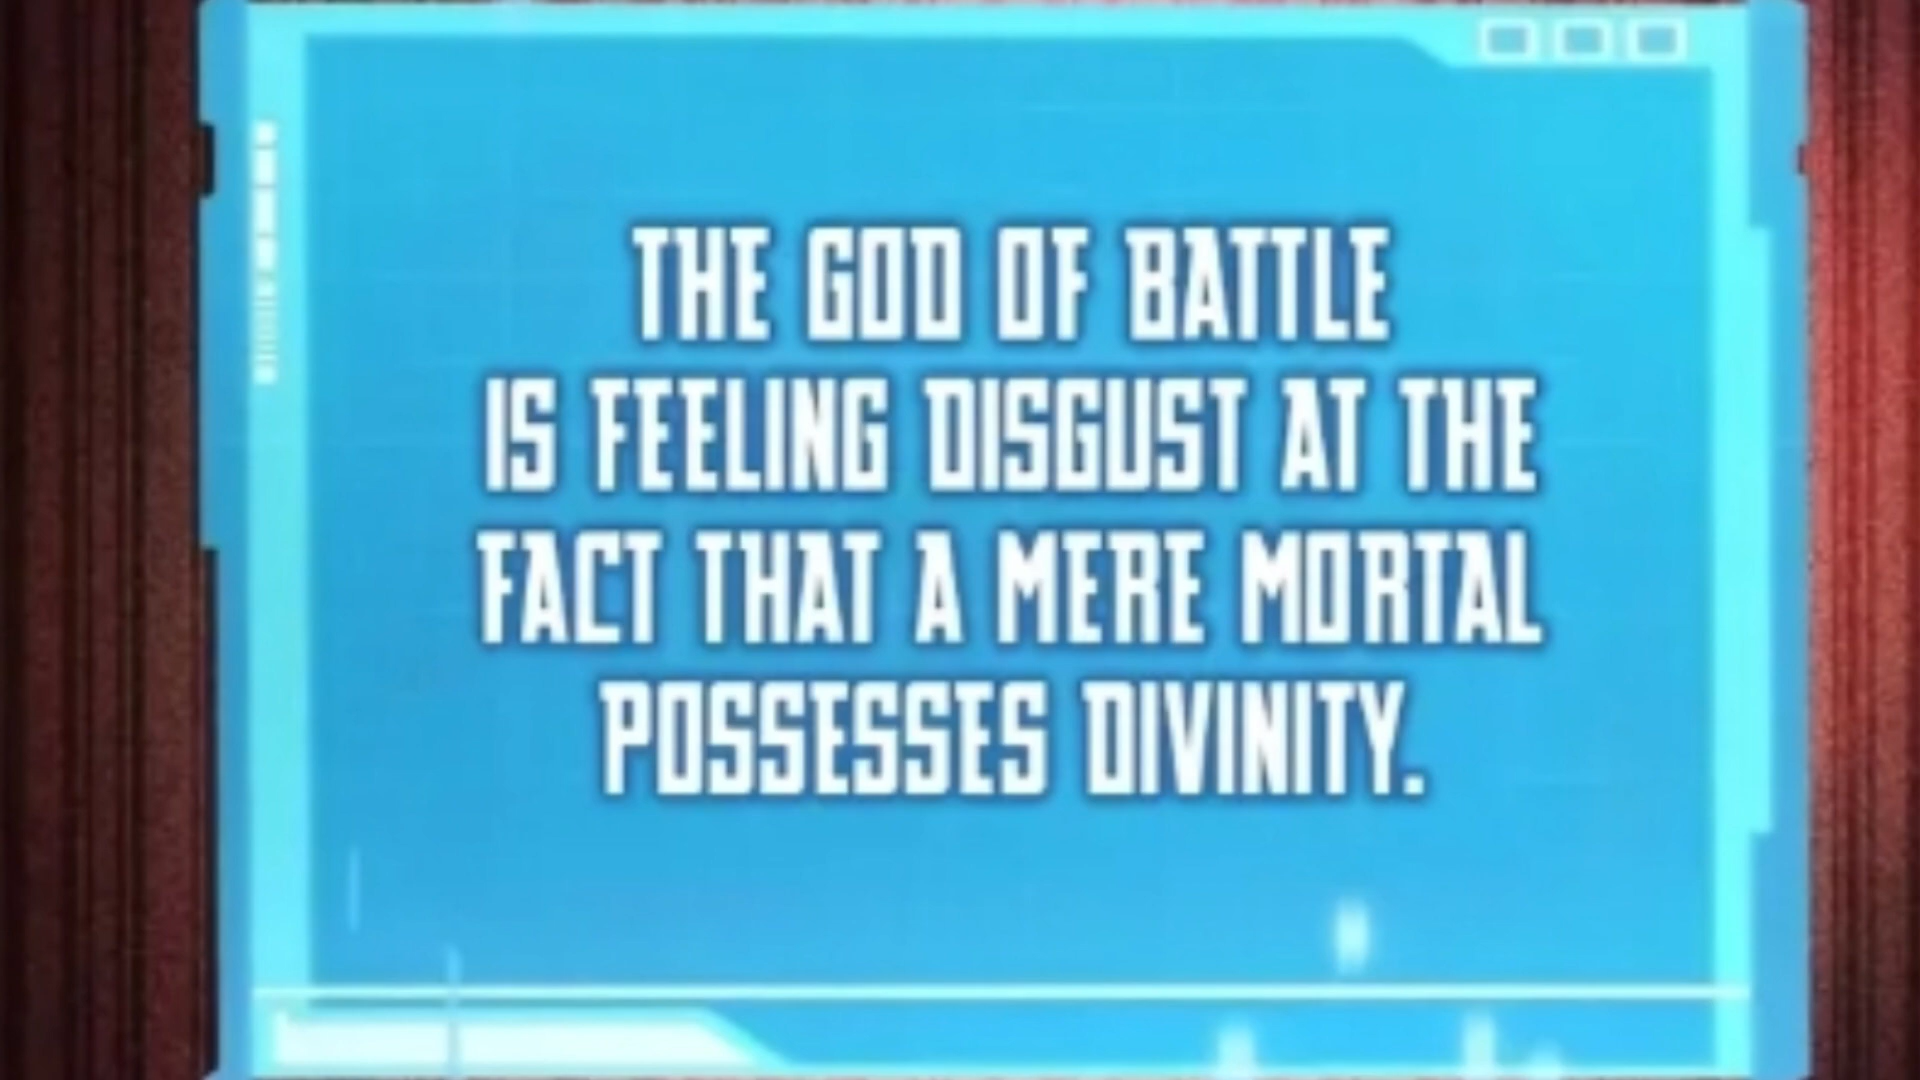 THE GOD OF BATTLE
IS FEELING DISGUST AT THE
FACT THAT A MERE MORTAL
POSSESSES DIVINITY.